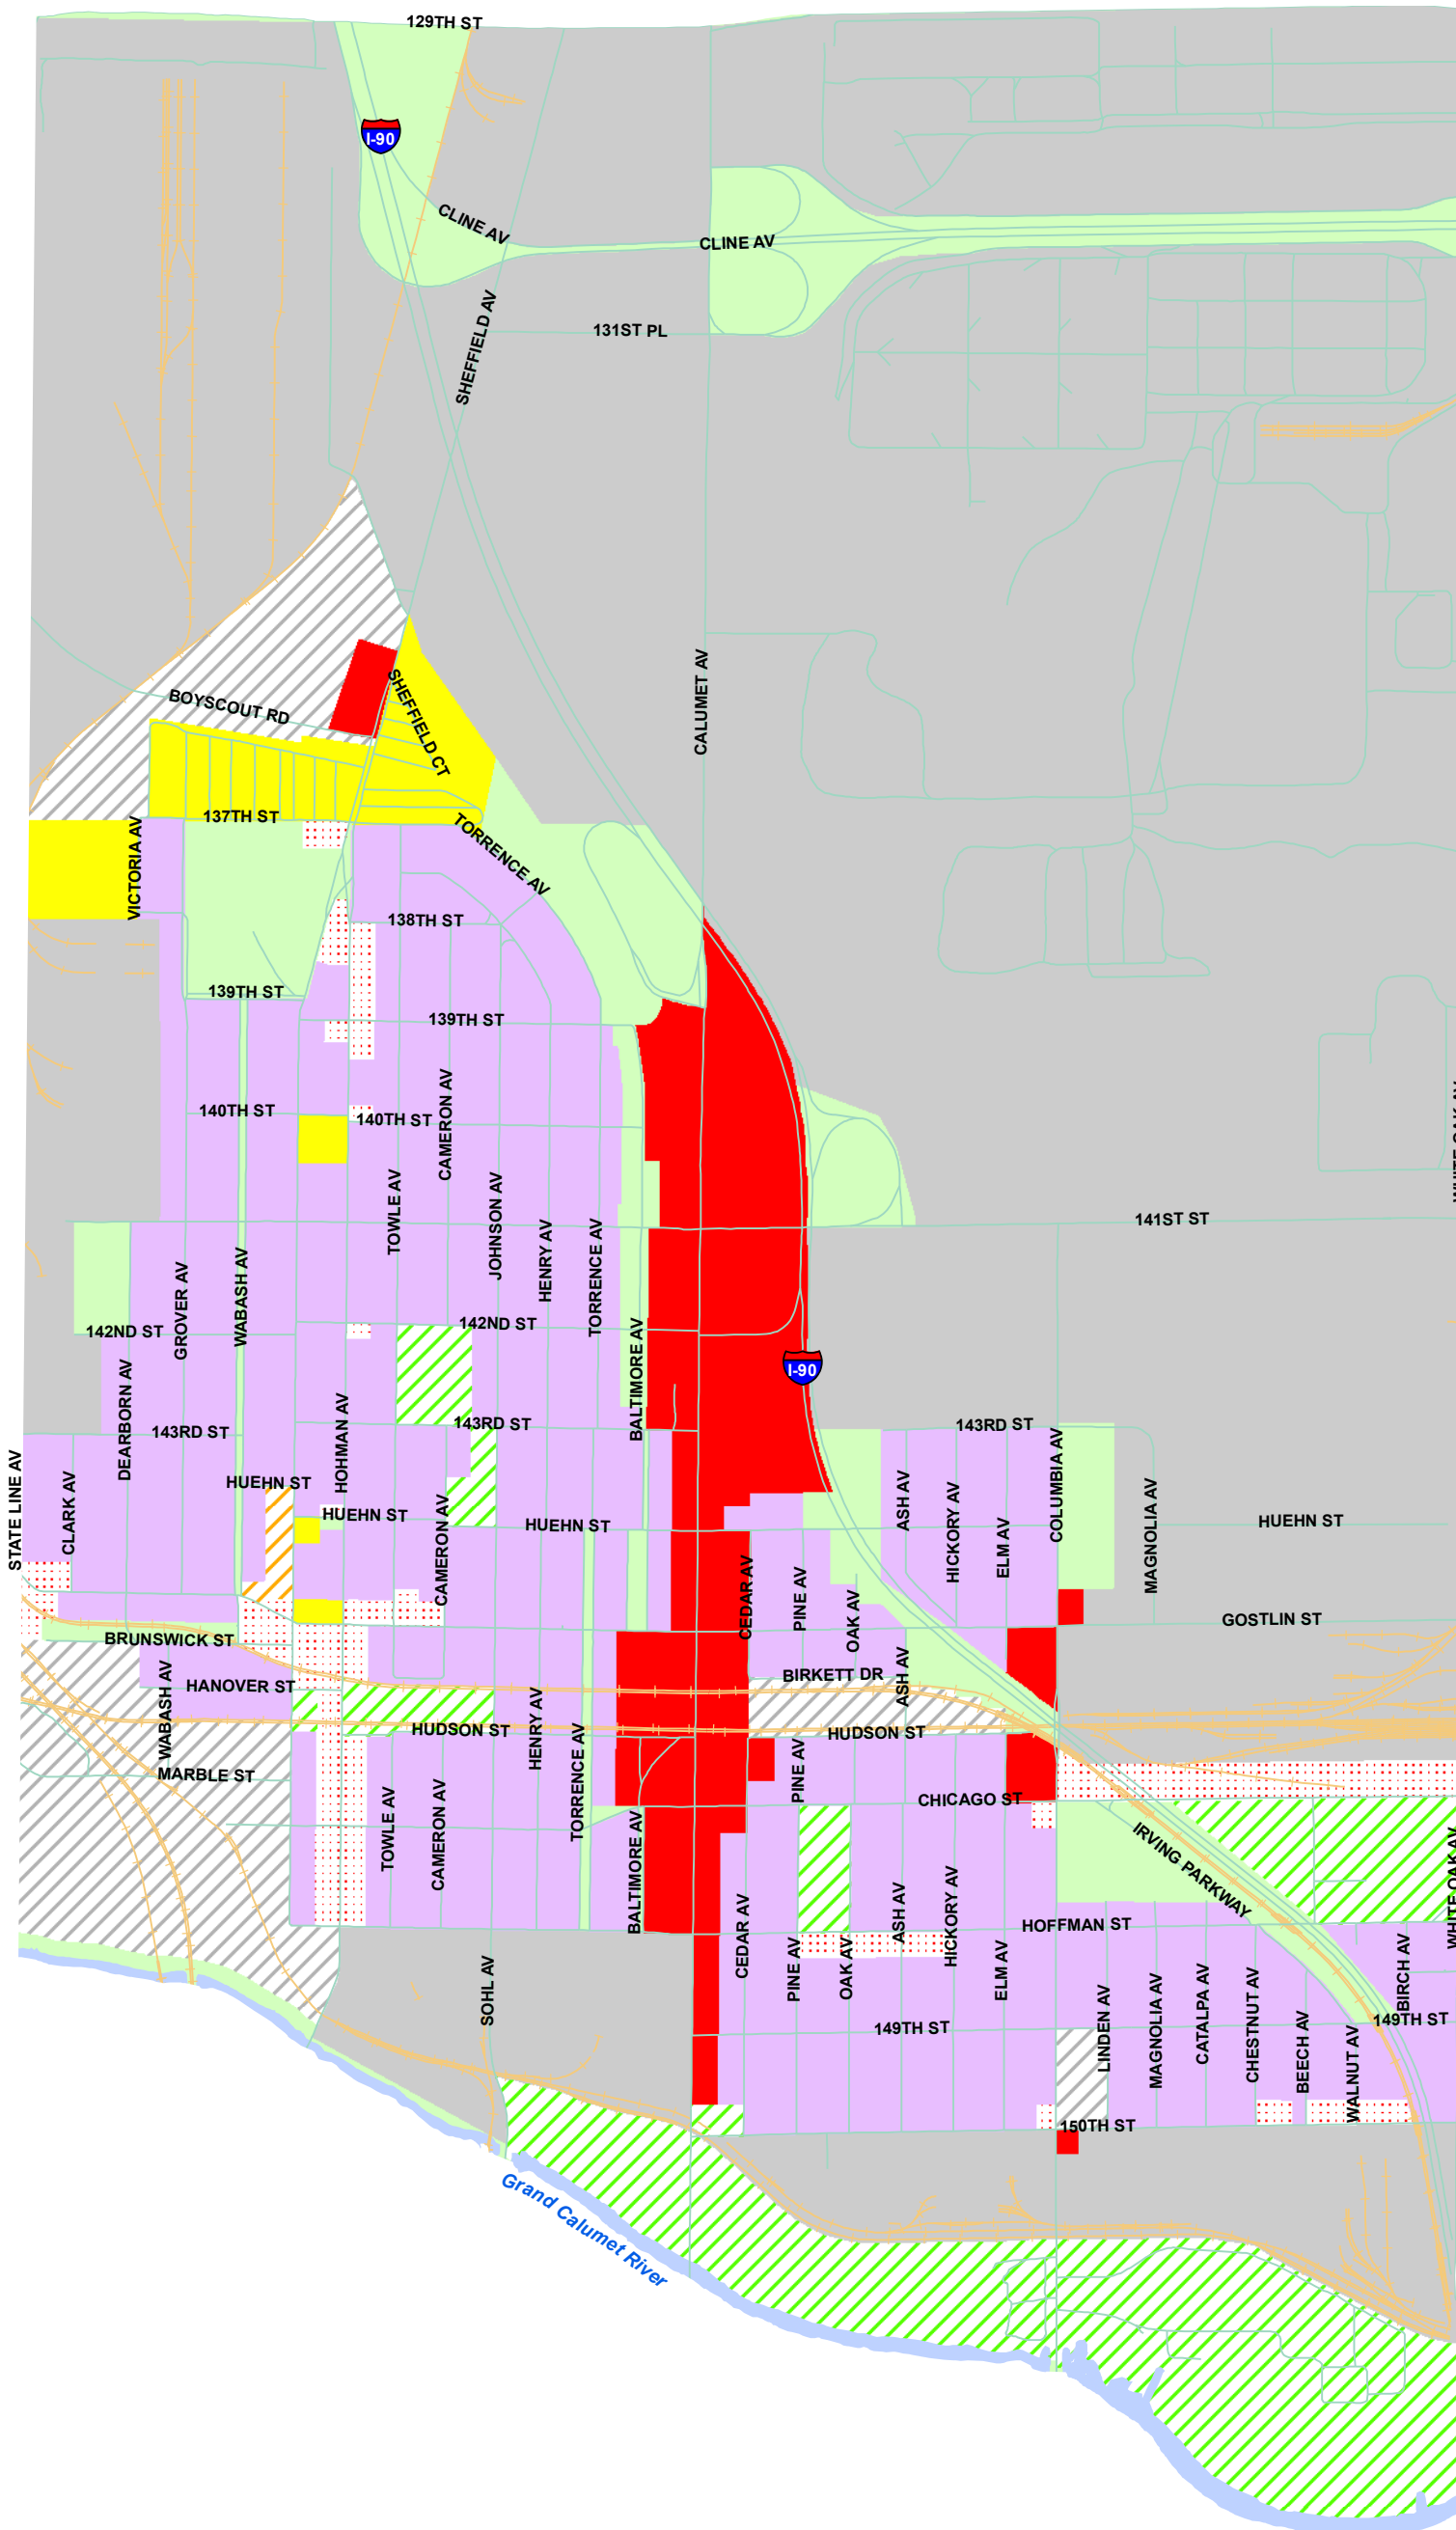 129TH ST
I-90
CLINE AV
CLINE AV
SHEFFIELD AV
131ST PL
CALUMET AV
BOYSCOUT RD
SHEFFIELD CT
137TH ST
VICTORIA AV
TORRENCE AV
138TH ST
139TH ST
139TH ST
140TH ST
140TH ST
CAMERON AV
TOWLE AV
JOHNSON AV
HENRY AV
TORRENCE AV
141ST ST
WHITE OAK AV
GROVER AV
WABASH AV
142ND ST
142ND ST
BALTIMORE AV
I-90
DEARBORN AV
HOHMAN AV
143RD ST
143RD ST
143RD ST
STATE LINE AV
CLARK AV
HUEHN ST
HUEHN ST
HUEHN ST
HUEHN ST
CAMERON AV
ASH AV
HICKORY AV
ELM AV
COLUMBIA AV
MAGNOLIA AV
CEDAR AV
PINE AV
OAK AV
GOSTLIN ST
BRUNSWICK ST
WABASH AV
HANOVER ST
BIRKETT DR
ASH AV
HUDSON ST
HUDSON ST
HENRY AV
TORRENCE AV
MARBLE ST
PINE AV
CHICAGO ST
TOWLE AV
CAMERON AV
BALTIMORE AV
IRVING PARKWAY
CEDAR AV
ASH AV
HICKORY AV
HOFFMAN ST
WHITE OAK AV
SOHL AV
PINE AV
OAK AV
ELM AV
BIRCH AV
149TH ST
149TH ST
LINDEN AV
MAGNOLIA AV
CATALPA AV
CHESTNUT AV
BEECH AV
WALNUT AV
150TH ST
Grand Calumet River